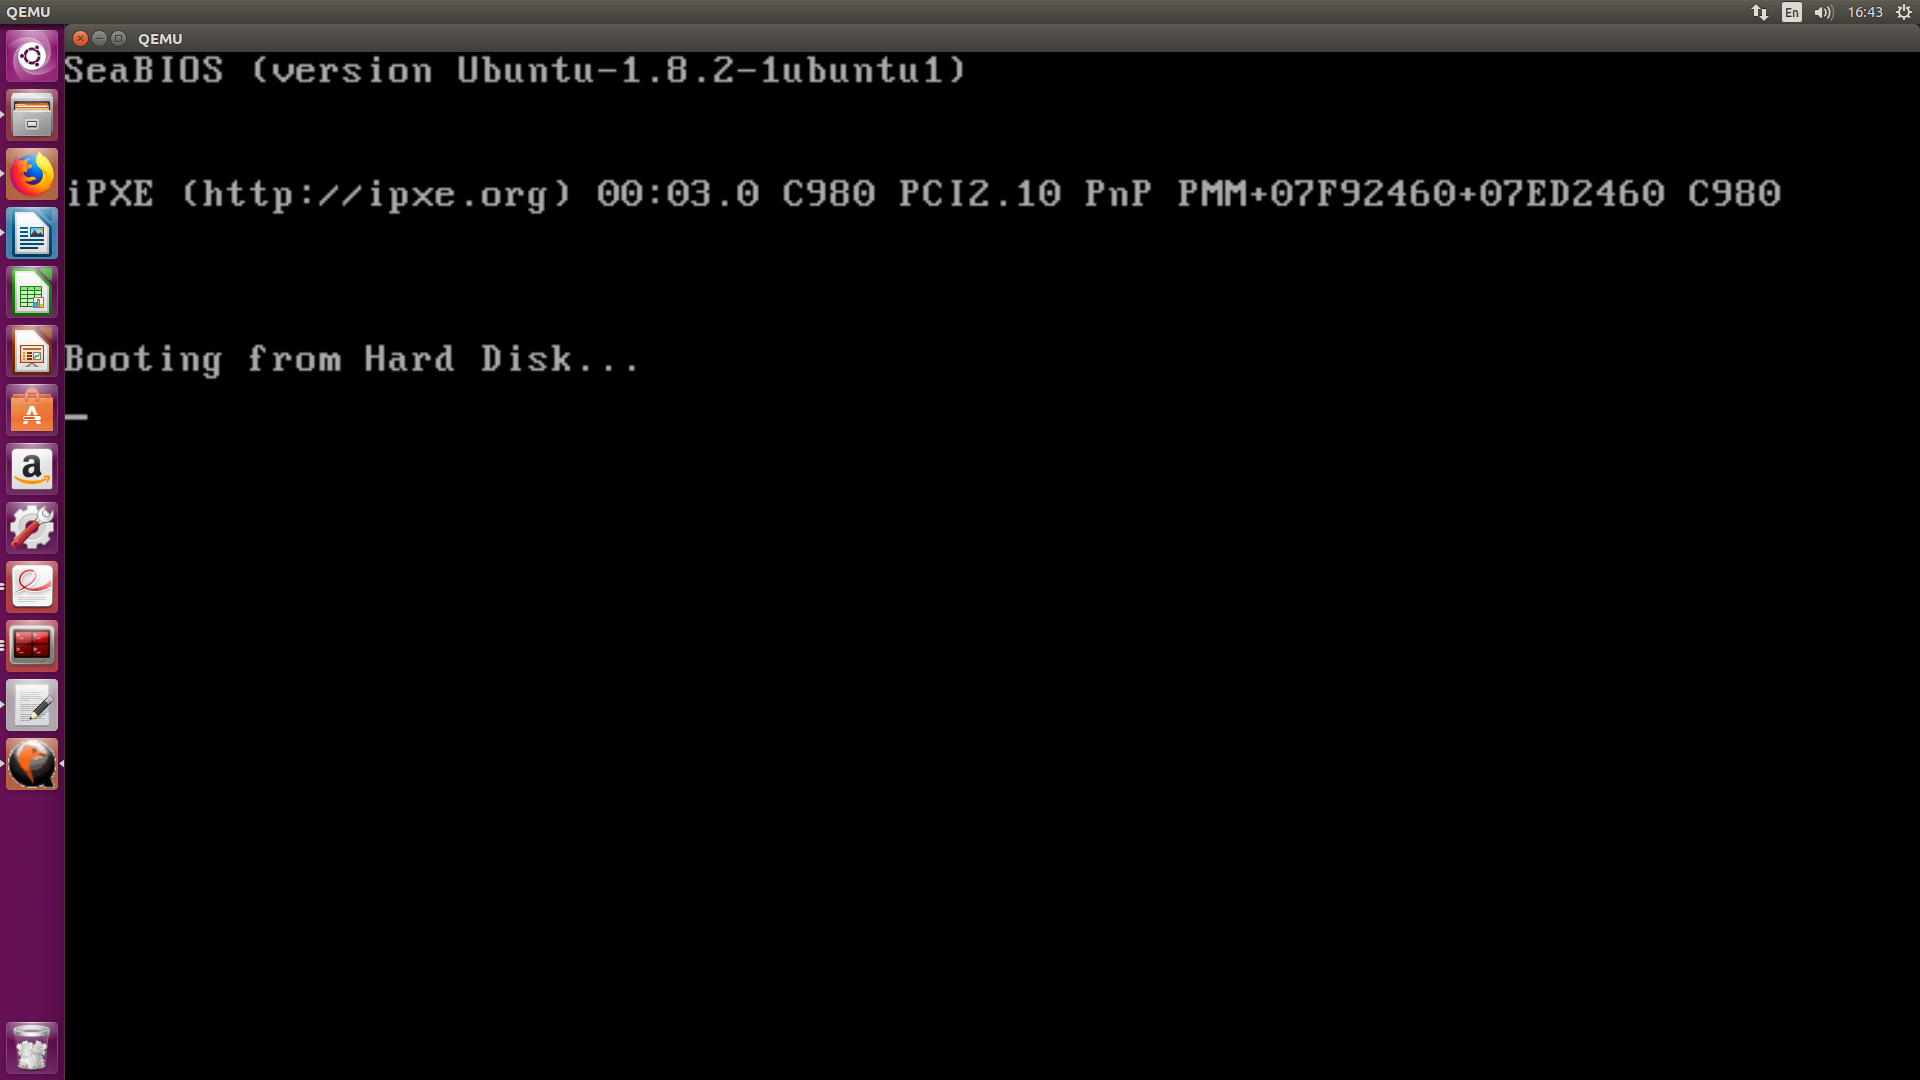 QEMU
En
16:43
QEMU
SeaBIOS (version Ubuntu-1.8.2-1ubuntu1)
iPXE (http://ipxe.org) 00:03.0 C980 PCI2.10 PnP PMM+07F92460+07ED2460 C980
Booting from Hard Disk...
_